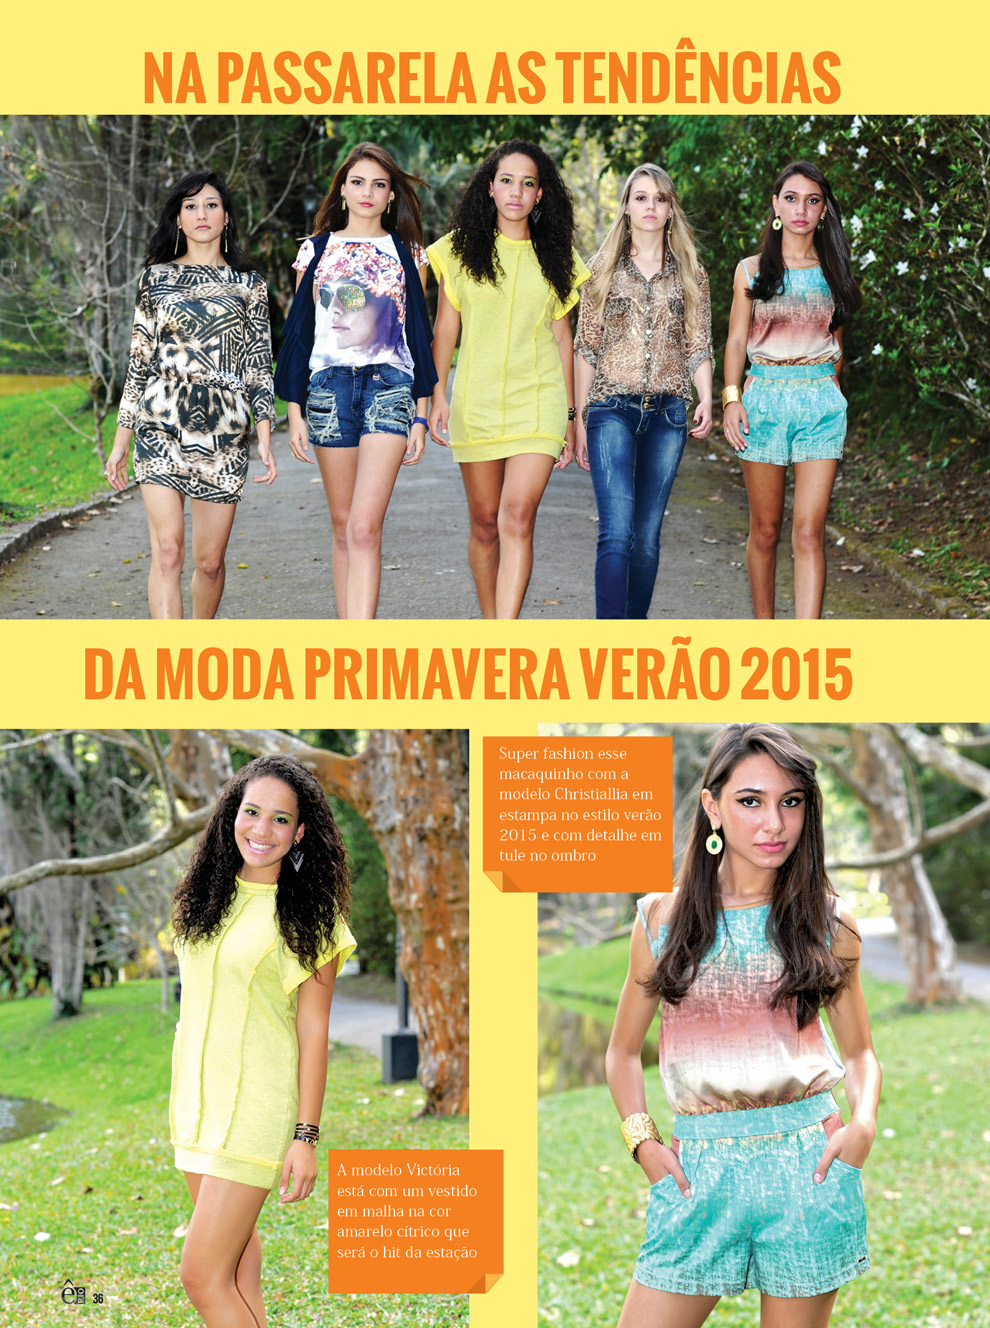 NA PASSARELA AS TENDÊNCIAS
DA MODA PRIMAVERA VERÃO 2015
Super fashion esse
macaquinho com a
modelo Christiallia em
estampa no estilo verão
2015 e com detalhe em
tule no ombro
A modelo Victória
está com um vestido
em malha na cor
amarelo cítrico que
será o hit da estação
ê
36